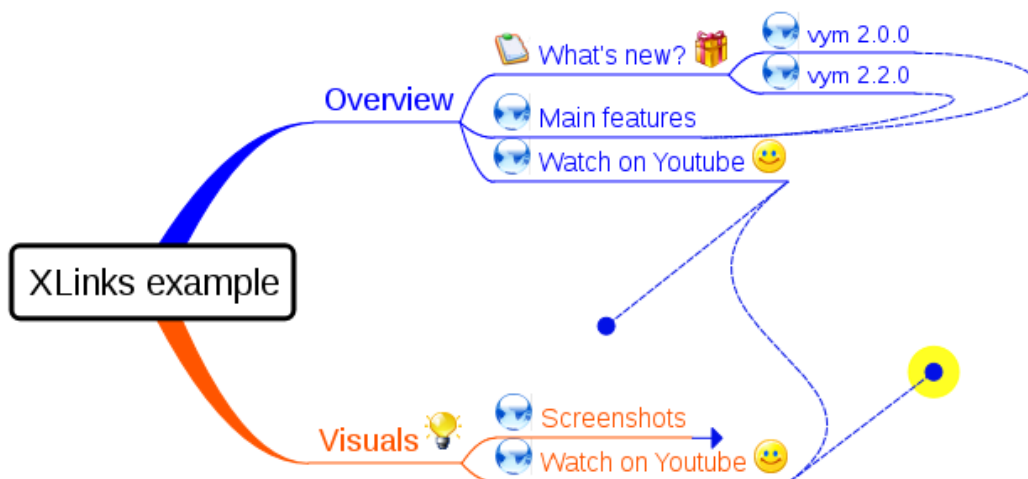 What's new?
vym 2.0.0
vym 2.2.0
Overview
Main features
Watch on Youtube
XLinks example
Visuals
Screenshots
Watch on Youtube